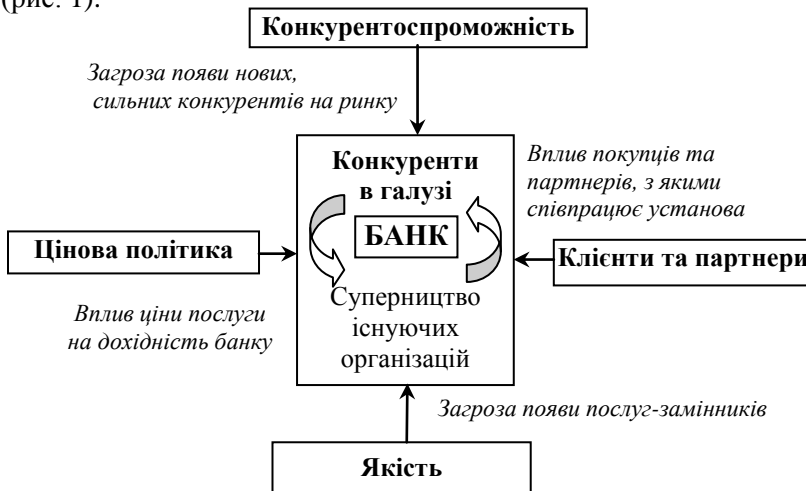 (рис. 1).
Конкурентоспроможність
Загроза появи нових,
сильних конкурентів на ринку
Конкуренти
в галузі
БАНК
Суперництво
існуючих
організацій
Вплив покупців та
партнерів, з якими
співпрацює установа
Цінова політика
Клієнти та партнери
Вплив ціни послуги
на дохідність банку
Загроза появи послуг-замінників
Якість